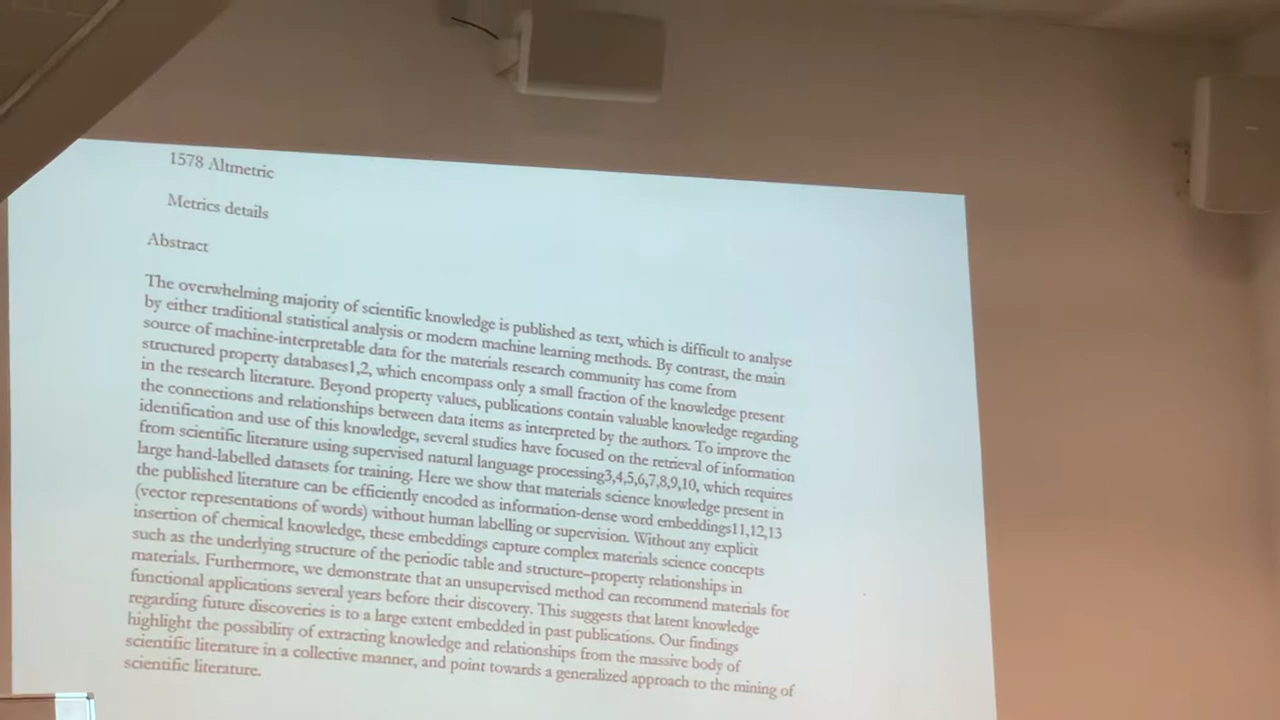 1578 Altmetric
Metrics details
Abstract
The overwhelming majority of scientific knowledge is published as text, which is difficult to analyse
by either traditional statistical analysis or modern machine learning methods. By contrast, the main
source of machine-interpretable data for the materials research community has come from
structured property databases1,2, which encompass only a small fraction of the knowledge present
in the research literature. Beyond property values, publications contain valuable knowledge regarding
the connections and relationships between data items as interpreted by the authors. To improve the
identification and use of this knowledge, several studies have focused on the retrieval of information
from scientific literature using supervised natural language processing3,4,5,6,7,8,9,10, which requires
large hand-labelled datasets for training. Here we show that materials science knowledge present in
the published literature can be efficiently encoded as information-dense word embeddings11,12,13
(vector representations of words) without human labelling or supervision. Without any explicit
insertion of chemical knowledge, these embeddings capture complex materials science concepts
such as the underlying structure of the periodic table and structure–property relationships in
materials. Furthermore, we demonstrate that an unsupervised method can recommend materials for
functional applications several years before their discovery. This suggests that latent knowledge
regarding future discoveries is to a large extent embedded in past publications. Our findings
highlight the possibility of extracting knowledge and relationships from the massive body of
scientific literature in a collective manner, and point towards a generalized approach to the mining of
scientific literature.